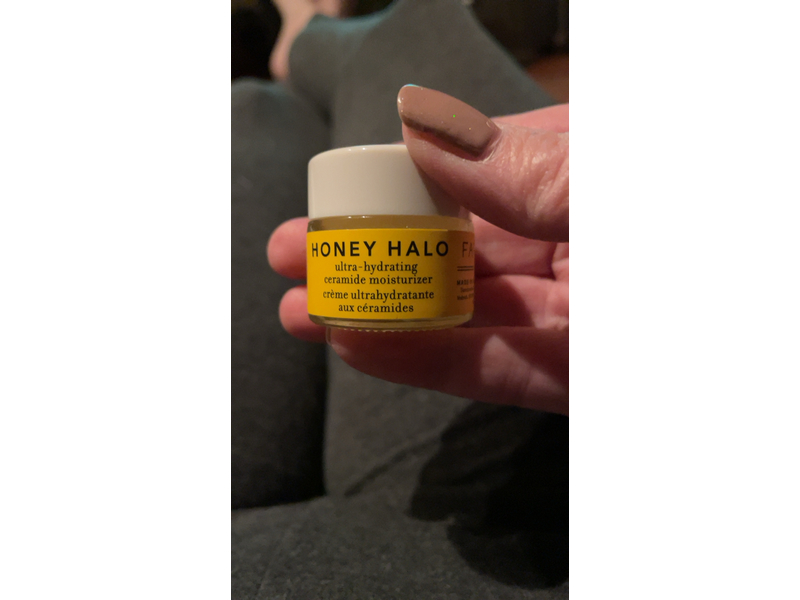 HONEY HALO
ultra-hydrating
ceramide moisturizer
crème ultrahydratante
aux céramides